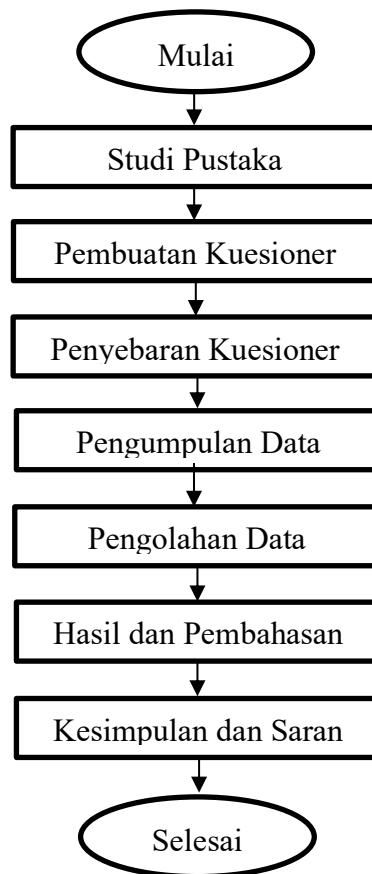 Mulai
Studi Pustaka
Pembuatan Kuesioner
Penyebaran Kuesioner
Pengumpulan Data
Pengolahan Data
Hasil dan Pembahasan
Kesimpulan dan Saran
Selesai